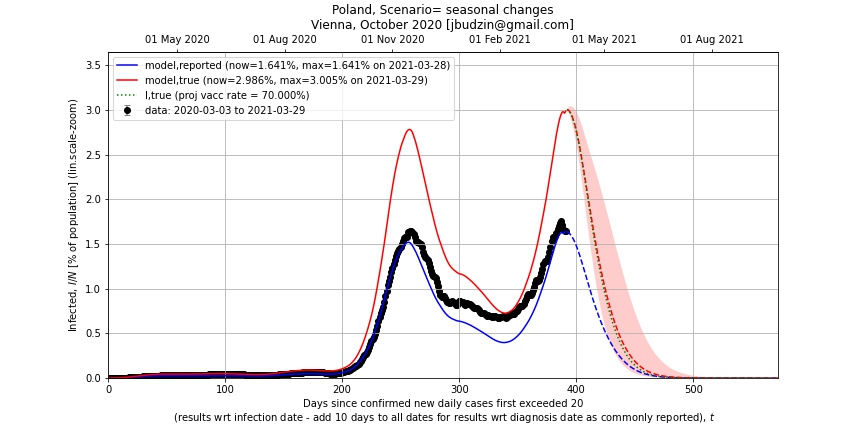 Poland, Scenario= seasonal changes
Vienna, October 2020 [jbudzin@gmail.com]
01 May 2020 01 Aug 2020 01 Nov 2020 01 Feb 2021 01 May 2021 01 Aug 2021
model,reported (now=1.641%, max=1.641% on 2021-03-28)
model,true (now=2.986%, max=3.005% on 2021-03-29)
I,true (proj vacc rate = 70.000%)
data: 2020-03-03 to 2021-03-29
3.5
3.0
2.5
2.0
1.5
1.0
0.5
0.0
Infected, I/N [% of population] (lin.scale-zoom)
0 100 200 300 400 500
Days since confirmed new daily cases first exceeded 20
(results wrt infection date - add 10 days to all dates for results wrt diagnosis date as commonly reported), t